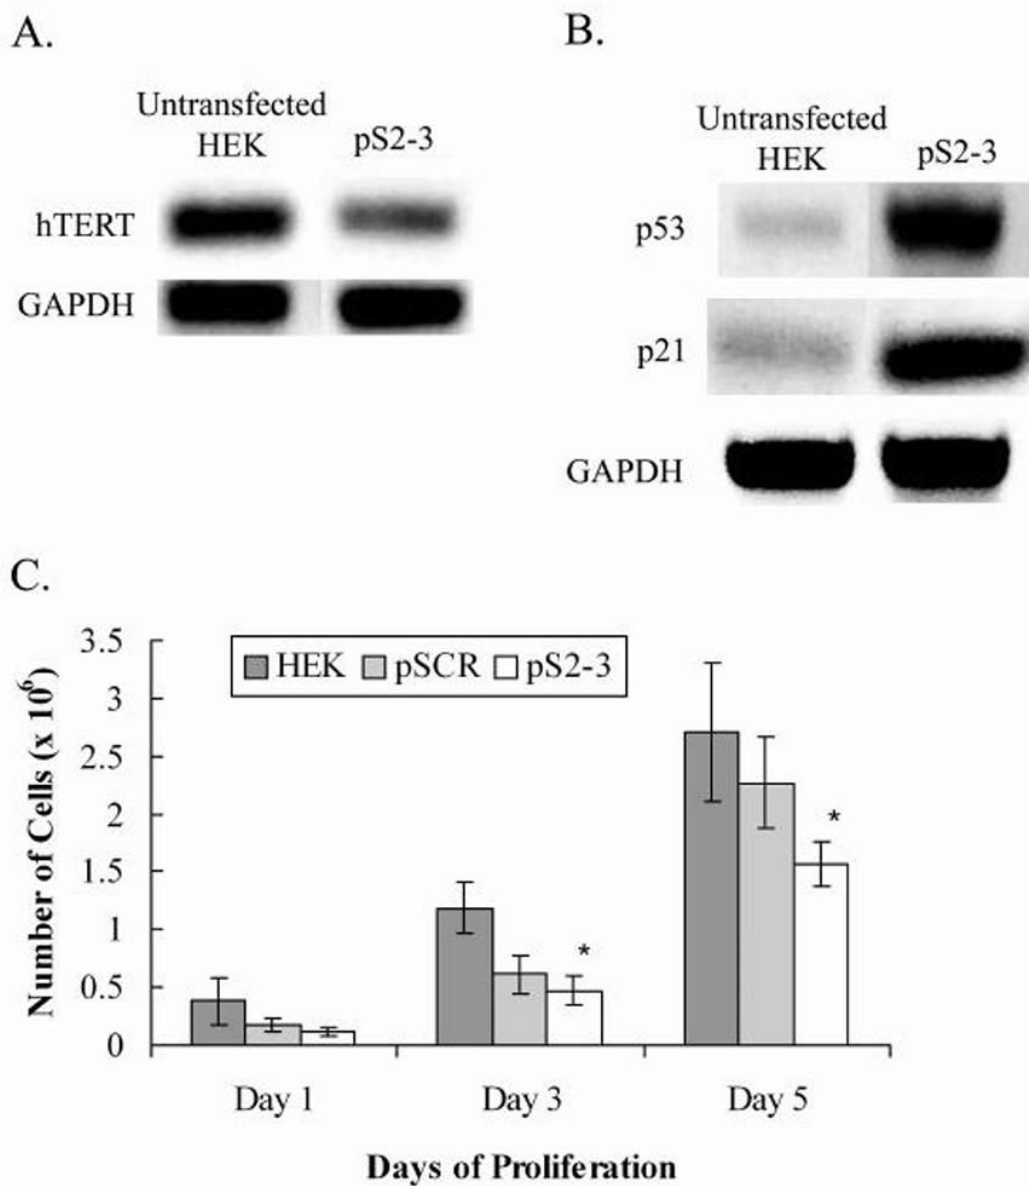 A.
Untransfected
HEK
pS2-3
hTERT
GAPDH
B.
Untransfected
HEK
pS2-3
p53
p21
GAPDH
C.
3.5
3
2.5
2
1.5
1
0.5
0
Number of Cells (x 10⁶)
HEK pSCR pS2-3
*
*
Day 1 Day 3 Day 5
Days of Proliferation